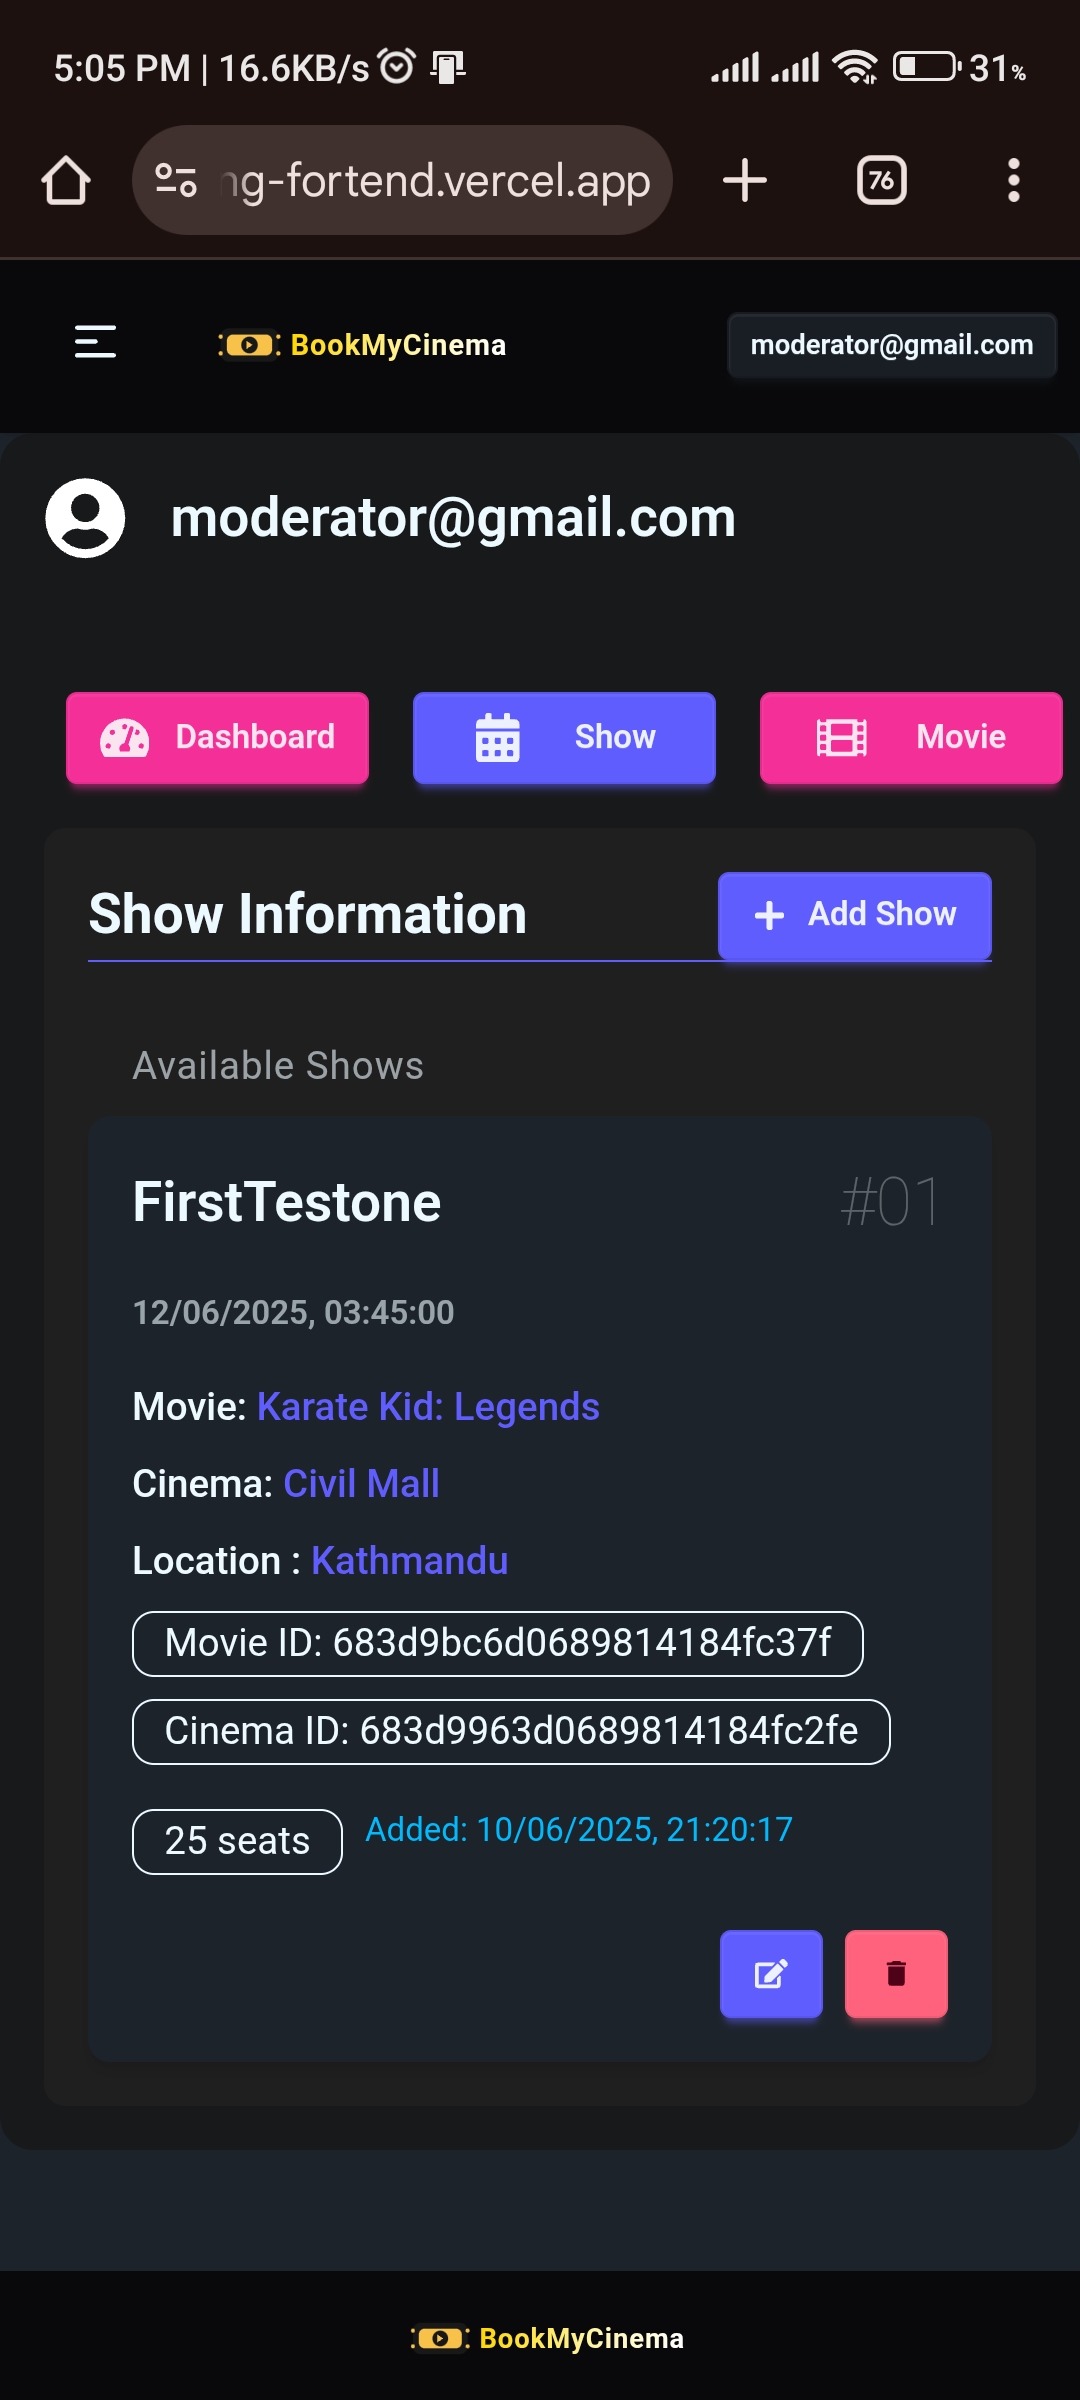 5:05 PM | 16.6KB/s 31%
ng-fortend.vercel.app 76
BookMyCinema moderator@gmail.com
moderator@gmail.com
Dashboard Show Movie
Show Information Add Show
Available Shows
FirstTestone #01
12/06/2025, 03:45:00
Movie: Karate Kid: Legends
Cinema: Civil Mall
Location : Kathmandu
Movie ID: 683d9bc6d0689814184fc37f
Cinema ID: 683d9963d0689814184fc2fe
25 seats Added: 10/06/2025, 21:20:17
BookMyCinema